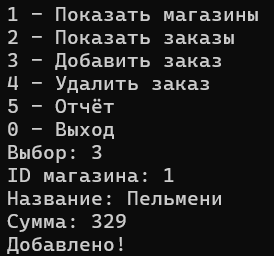 1 - Показать магазины
2 - Показать заказы
3 - Добавить заказ
4 - Удалить заказ
5 - Отчёт
0 - Выход
Выбор: 3
ID магазина: 1
Название: Пельмени
Сумма: 329
Добавлено!